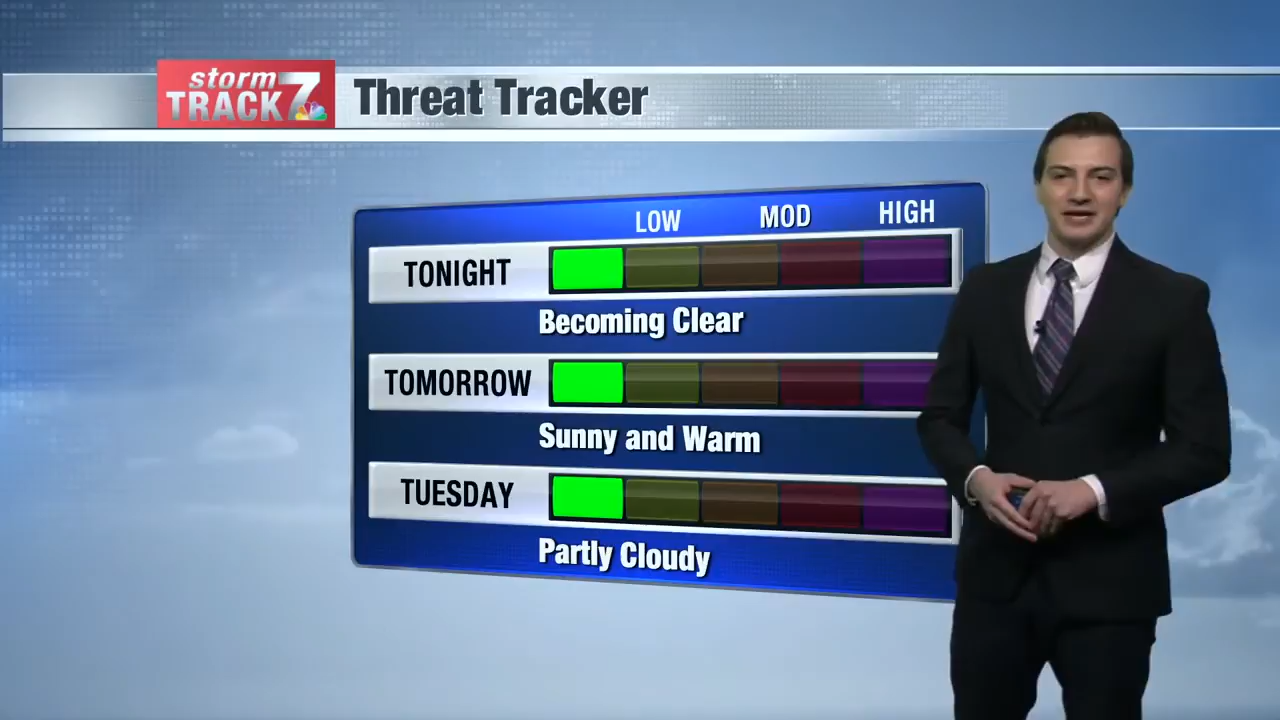 storm
TRACK 7
Threat Tracker
LOW MOD HIGH
TONIGHT
Becoming Clear
TOMORROW
Sunny and Warm
TUESDAY
Partly Cloudy